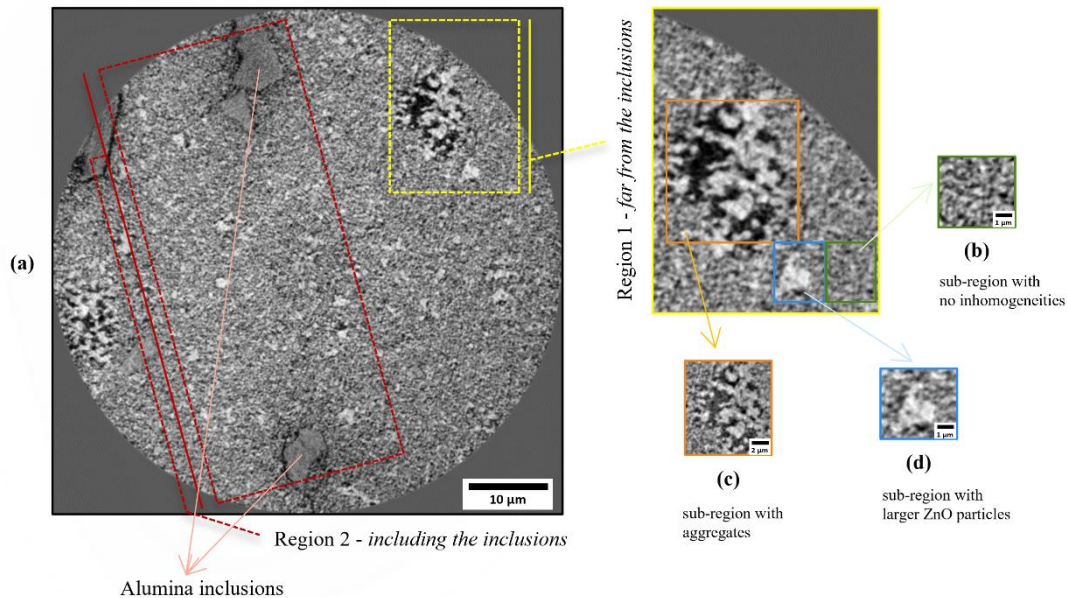 (a)
10 µm
Region 2 - including the inclusions
Alumina inclusions
Region 1 - far from the inclusions
1 µm
(b)
sub-region with
no inhomogeneities
2 µm
(c)
sub-region with
aggregates
1 µm
(d)
sub-region with
larger ZnO particles